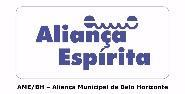 Aliança
Espírita
AME/BH – Aliança Municipal de Belo Horizonte